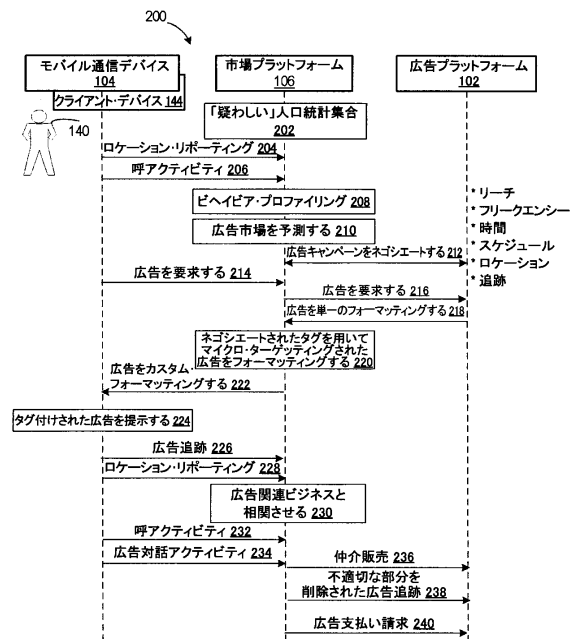 200
モバイル通信デバイス
104
クライアント・デバイス 144
市場プラットフォーム
106
広告プラットフォーム
102
140
「疑わしい」人口統計集合
202
ロケーション・リポーティング 204
呼アクティビティ 206
ビヘイビア・プロファイリング 208
広告市場を予測する 210
広告キャンペーンをネゴシエートする 212
* リーチ
* フリークエンシー
* 時間
* スケジュール
* ロケーション
* 追跡
広告を要求する 214
広告を要求する 216
広告を単一のフォーマッティングする 218
ネゴシエートされたタグを用いて
マイクロ・ターゲッティングされた
広告をフォーマッティングする 220
広告をカスタム・
フォーマッティングする 222
タグ付けされた広告を提示する 224
広告追跡 226
ロケーション・リポーティング 228
広告関連ビジネスと
相関させる 230
呼アクティビティ 232
広告対話アクティビティ 234
仲介販売 236
不適切な部分を
削除された広告追跡 238
広告支払い請求 240